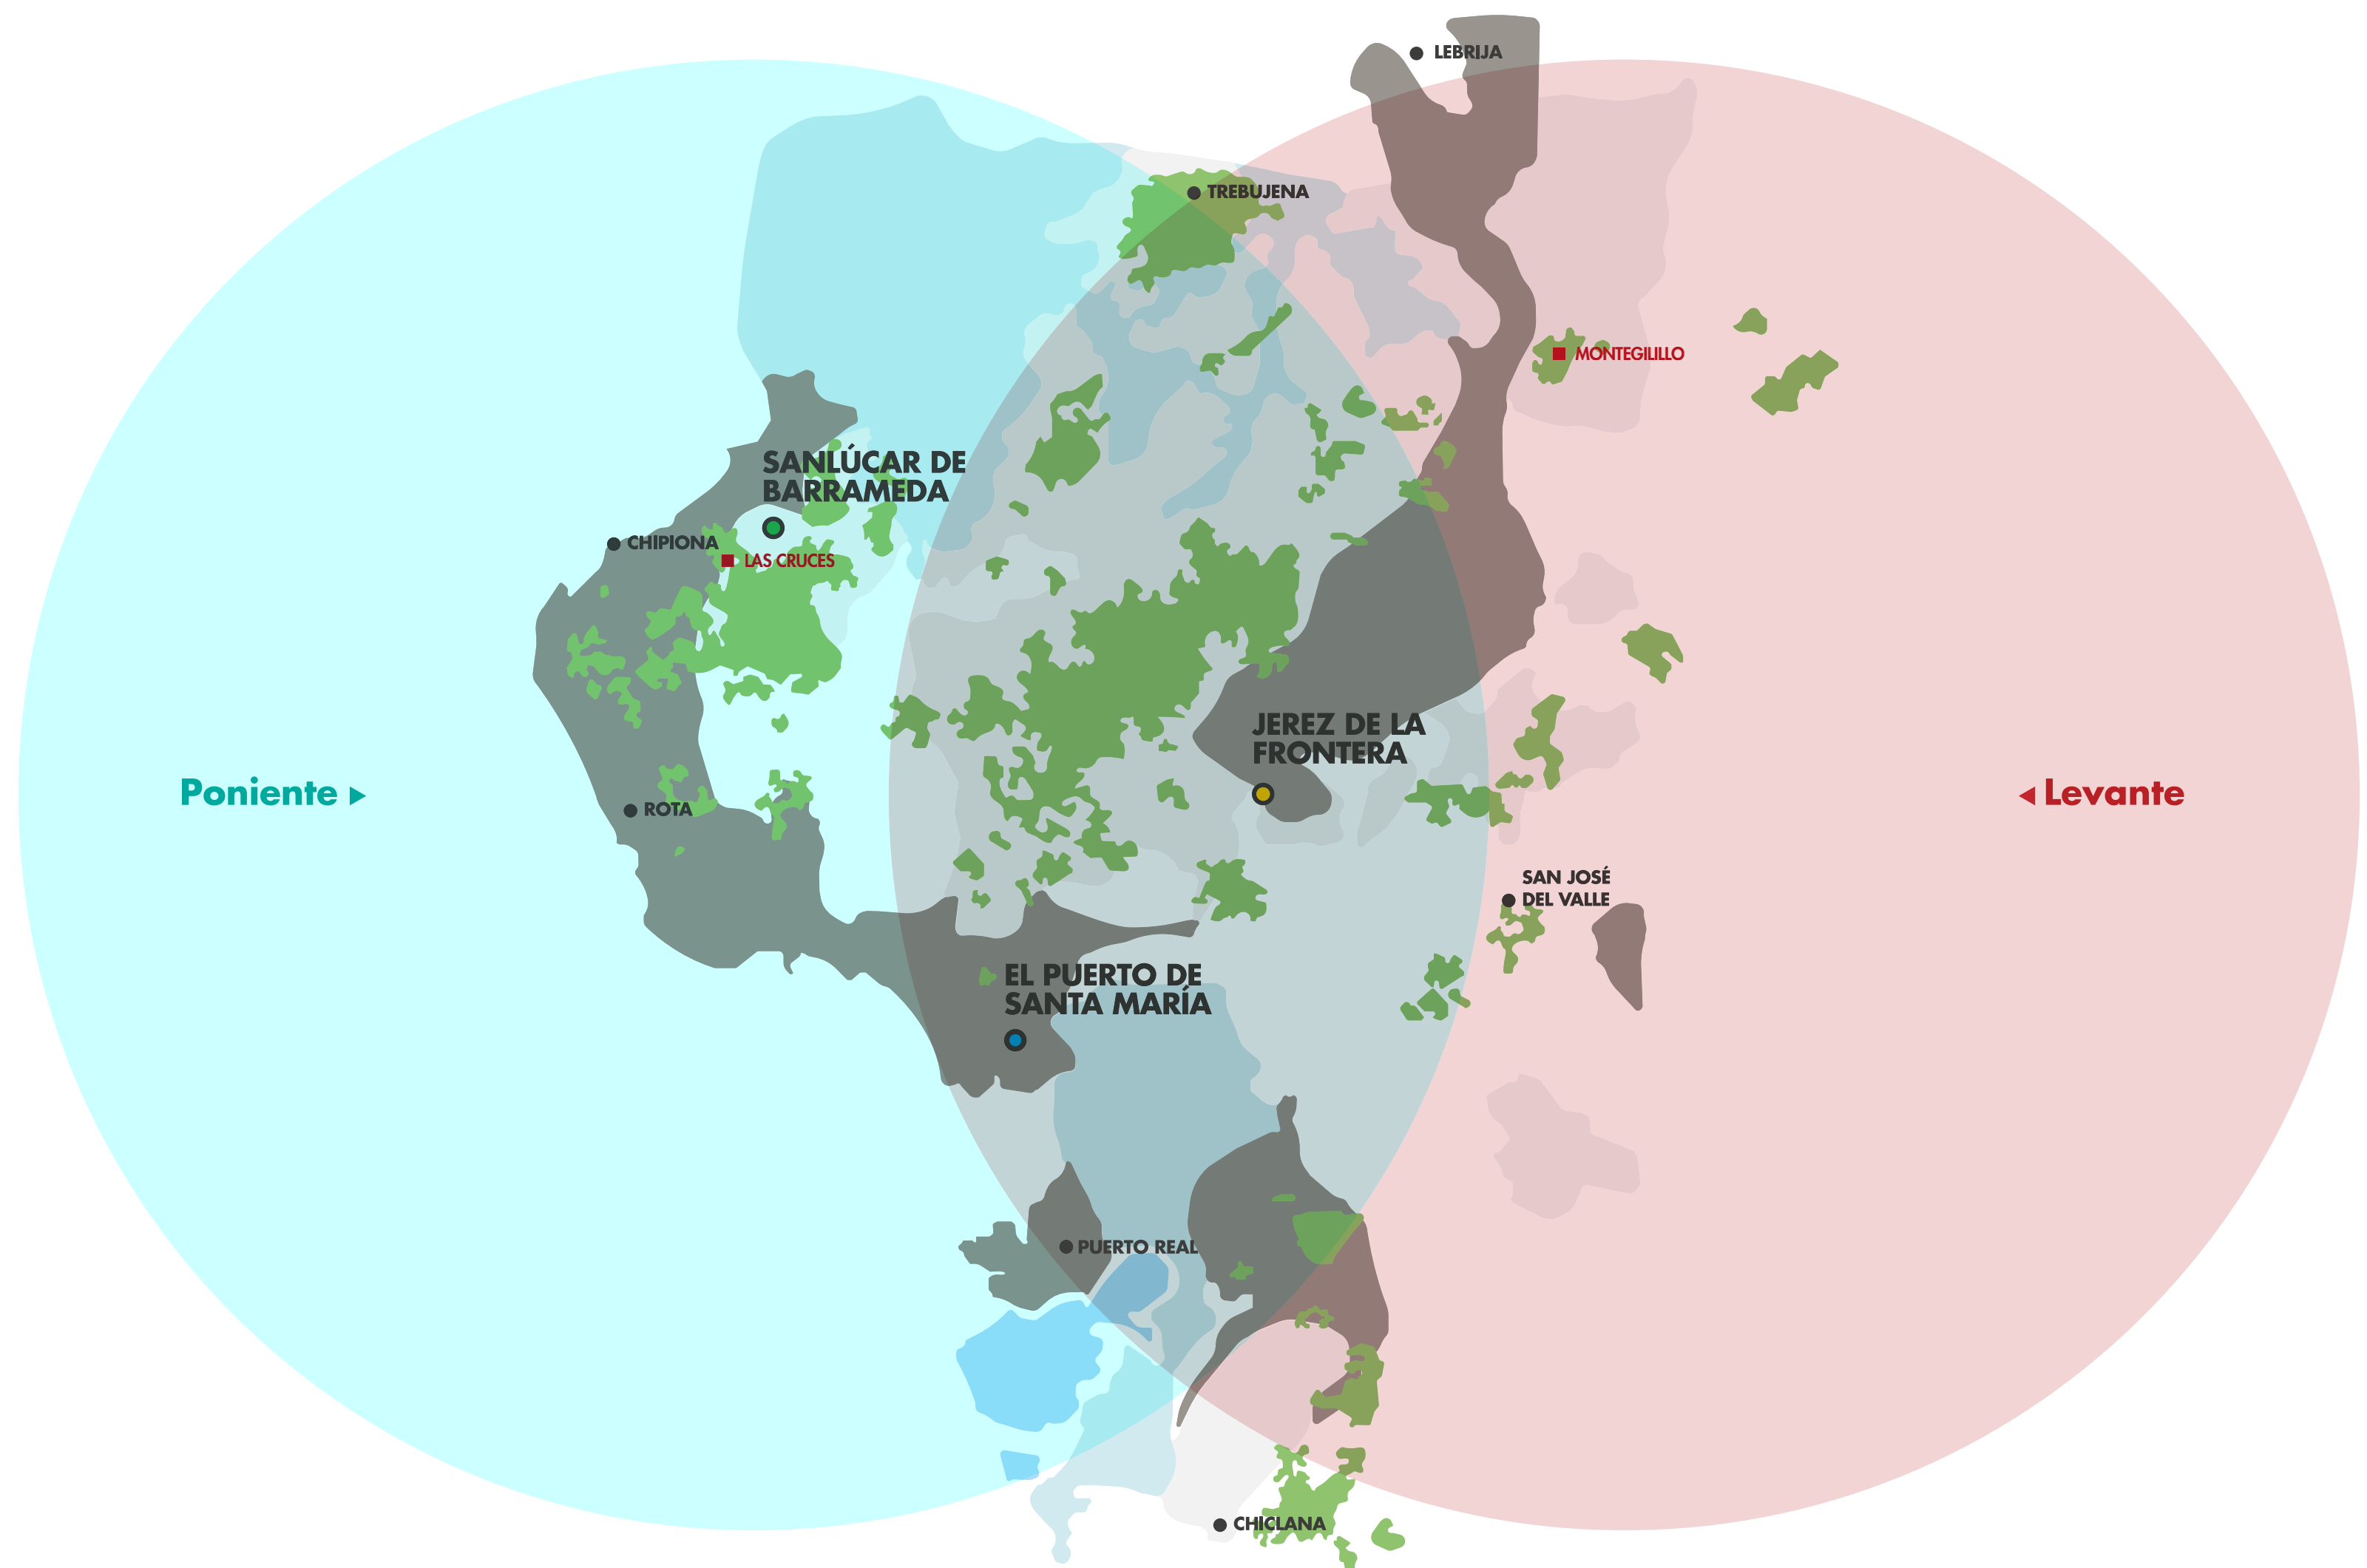 LEBRIJA
TREBUJENA
MONTEGILILLO
SANLÚCAR DE
BARRAMEDA
CHIPIONA
LAS CRUCES
JEREZ DE LA
FRONTERA
Poniente
Levante
ROTA
SAN JOSÉ
DEL VALLE
EL PUERTO DE
SANTA MARÍA
PUERTO REAL
CHICLANA